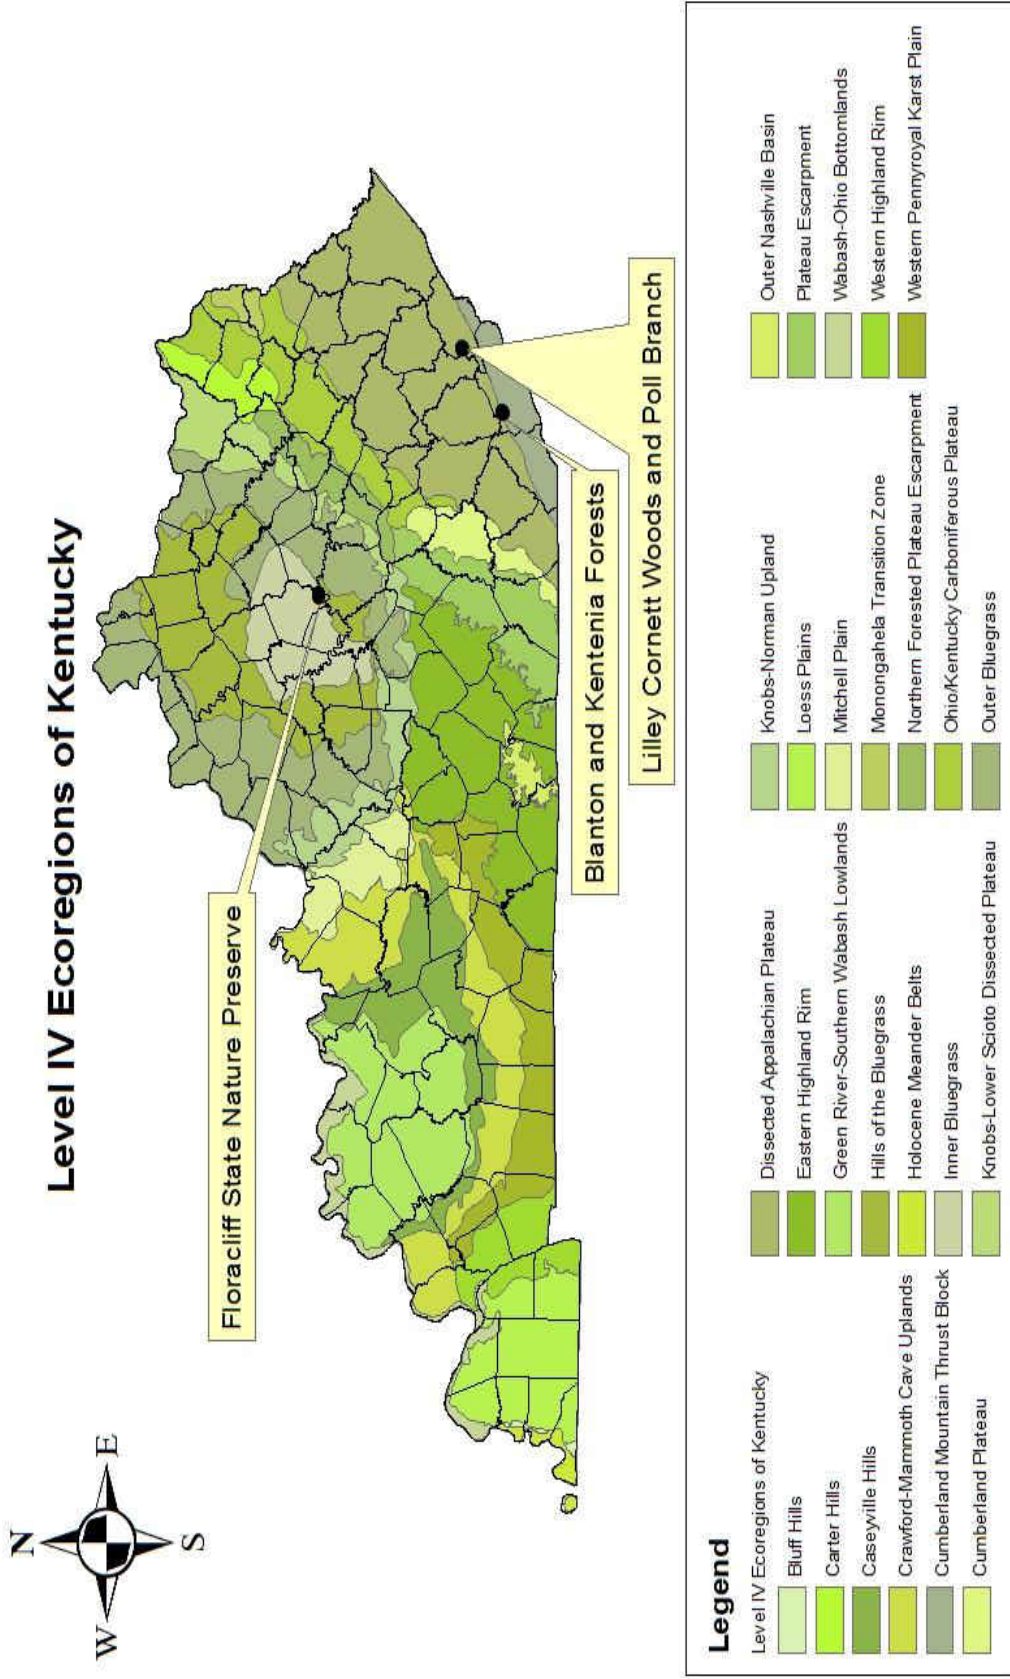 Level IV Ecoregions of Kentucky
N
W
E
S
Floracliff State Nature Preserve
Blanton and Kentenia Forests
Lilley Cornett Woods and Poll Branch
Legend
Level IV Ecoregions of Kentucky
Bluff Hills
Carter Hills
Caseyville Hills
Crawford-Mammoth Cave Uplands
Cumberland Mountain Thrust Block
Cumberland Plateau
Dissected Appalachian Plateau
Eastern Highland Rim
Green River-Southern Wabash Lowlands
Hills of the Bluegrass
Holocene Meander Belts
Inner Bluegrass
Knobs-Lower Scioto Dissected Plateau
Knobs-Norman Upland
Loess Plains
Mitchell Plain
Monongahela Transition Zone
Northern Forested Plateau Escarpment
Ohio/Kentucky Carboniferous Plateau
Outer Bluegrass
Outer Nashville Basin
Plateau Escarpment
Wabash-Ohio Bottomlands
Western Highland Rim
Western Pennyroyal Karst Plain